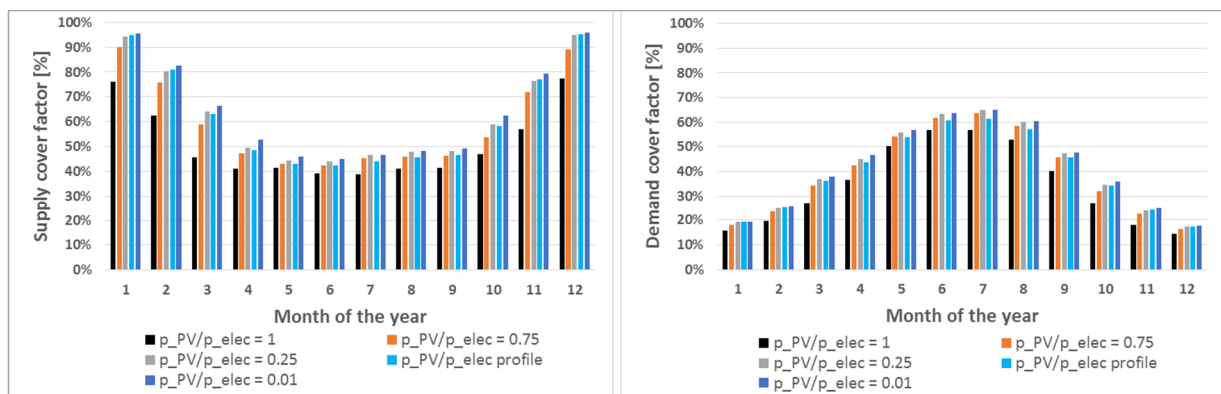 100%
90%
80%
70%
60%
50%
40%
30%
20%
10%
0%
Supply cover factor [%]
1 2 3 4 5 6 7 8 9 10 11 12
Month of the year
p_PV/p_elec = 1 p_PV/p_elec = 0.75
p_PV/p_elec = 0.25 p_PV/p_elec profile
p_PV/p_elec = 0.01
100%
90%
80%
70%
60%
50%
40%
30%
20%
10%
0%
Demand cover factor [%]
1 2 3 4 5 6 7 8 9 10 11 12
Month of the year
p_PV/p_elec = 1 p_PV/p_elec = 0.75
p_PV/p_elec = 0.25 p_PV/p_elec profile
p_PV/p_elec = 0.01